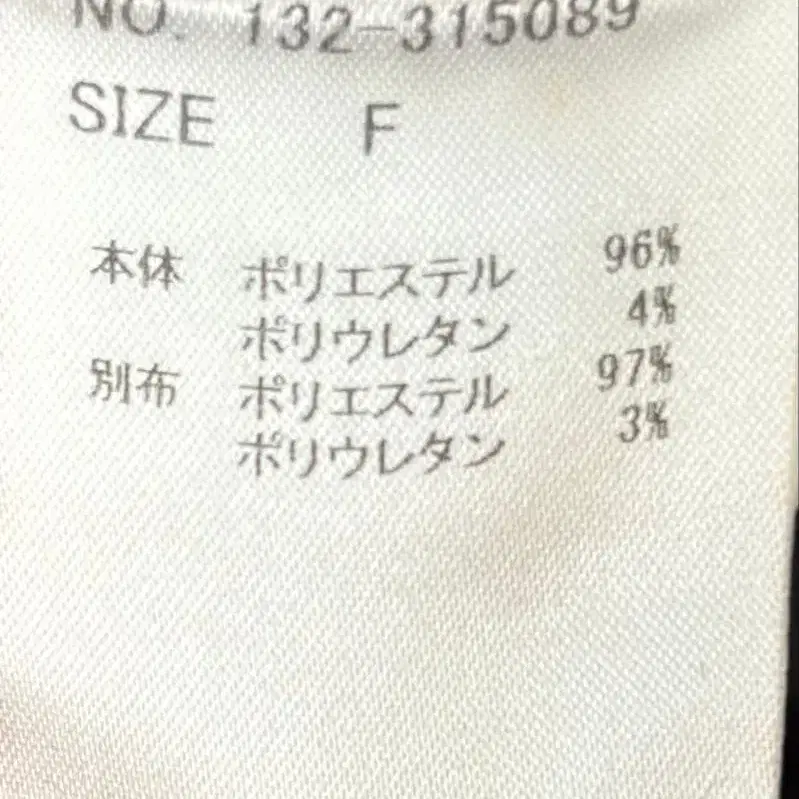 NO. 132-315089
SIZE F
本体 ポリエステル 96%
ポリウレタン 4%
別布 ポリエステル 97%
ポリウレタン 3%